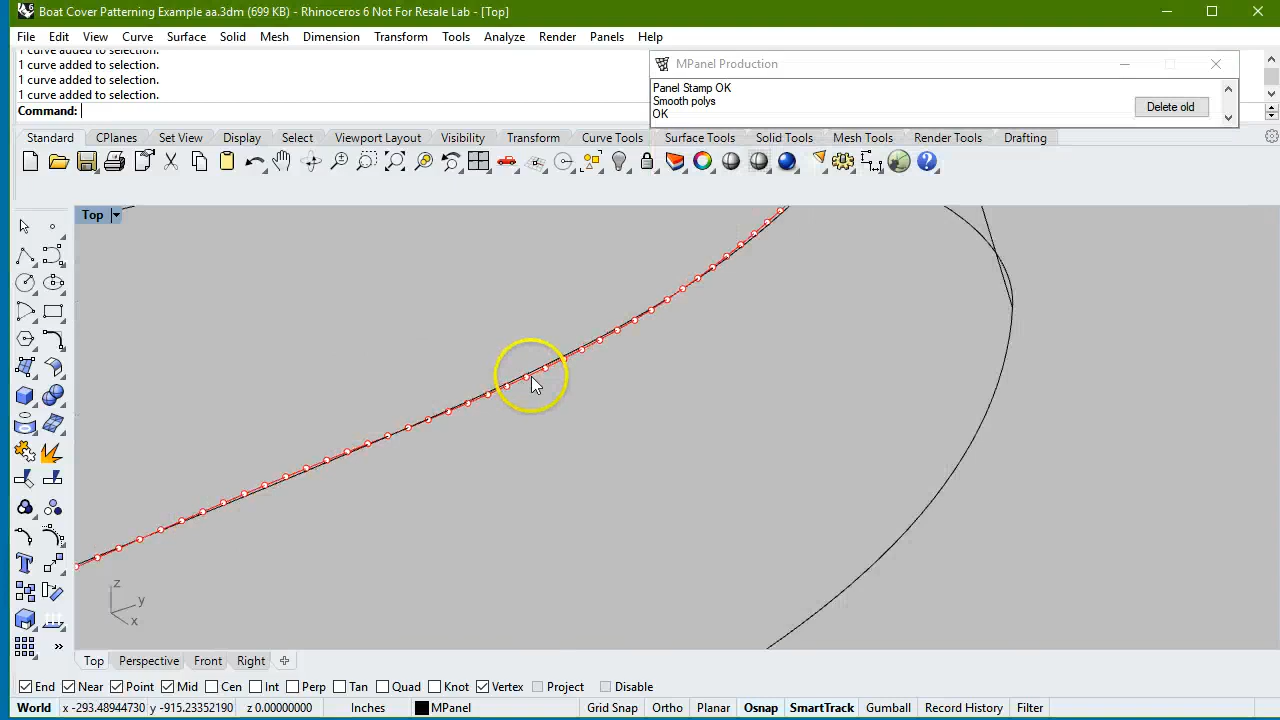 Boat Cover Patterning Example aa.3dm (699 KB) - Rhinoceros 6 Not For Resale Lab - [Top]
File Edit View Curve Surface Solid Mesh Dimension Transform Tools Analyze Render Panels Help
1 curve added to selection.
1 curve added to selection.
1 curve added to selection.
1 curve added to selection.
Command:
MPanel Production
Panel Stamp OK
Smooth polys
OK
Delete old
Standard CPlanes Set View Display Select Viewport Layout Visibility Transform Curve Tools Surface Tools Solid Tools Mesh Tools Render Tools Drafting
Top
z
y
x
Top Perspective Front Right
End Near Point Mid Cen Int Perp Tan Quad Knot Vertex Project Disable
World x -293.48944730 y -915.23352190 z 0.00000000 Inches MPanel Grid Snap Ortho Planar Osnap SmartTrack Gumball Record History Filter